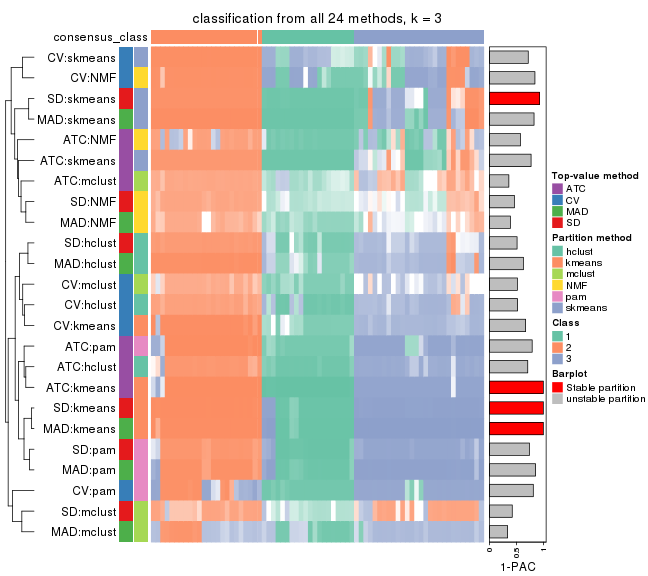 classification from all 24 methods, k = 3
consensus_class
CV:skmeans
CV:NMF
SD:skmeans
MAD:skmeans
ATC:NMF
ATC:skmeans
ATC:mclust
SD:NMF
MAD:NMF
SD:hclust
MAD:hclust
CV:mclust
CV:hclust
CV:kmeans
ATC:pam
ATC:hclust
ATC:kmeans
SD:kmeans
MAD:kmeans
SD:pam
MAD:pam
CV:pam
SD:mclust
MAD:mclust
0
0.5
1
1-PAC
Top-value method
ATC
CV
MAD
SD
Partition method
hclust
kmeans
mclust
NMF
pam
skmeans
Class
1
2
3
Barplot
Stable partition
unstable partition